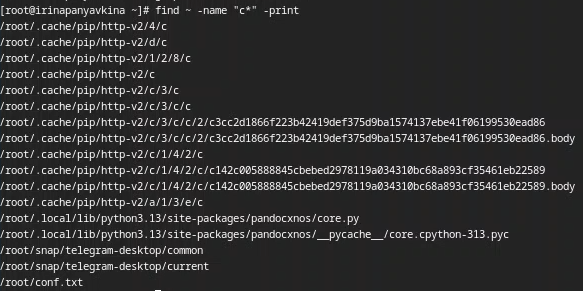 [root@irinapanyavkina ~]# find ~ -name "c*" -print
/root/.cache/pip/http-v2/4/c
/root/.cache/pip/http-v2/d/c
/root/.cache/pip/http-v2/1/2/8/c
/root/.cache/pip/http-v2/c
/root/.cache/pip/http-v2/c/3/c
/root/.cache/pip/http-v2/c/3/c/c
/root/.cache/pip/http-v2/c/3/c/c/2/c3cc2d1866f223b42419def375d9ba1574137ebe41f06199530ead86
/root/.cache/pip/http-v2/c/3/c/c/2/c3cc2d1866f223b42419def375d9ba1574137ebe41f06199530ead86.body
/root/.cache/pip/http-v2/c/1/4/2/c
/root/.cache/pip/http-v2/c/1/4/2/c/c142c005888845cbebed2978119a034310bc68a893cf35461eb22589
/root/.cache/pip/http-v2/c/1/4/2/c/c142c005888845cbebed2978119a034310bc68a893cf35461eb22589.body
/root/.cache/pip/http-v2/a/1/3/e/c
/root/.local/lib/python3.13/site-packages/pandocxnos/core.py
/root/.local/lib/python3.13/site-packages/pandocxnos/__pycache__/core.cpython-313.pyc
/root/snap/telegram-desktop/common
/root/snap/telegram-desktop/current
/root/conf.txt